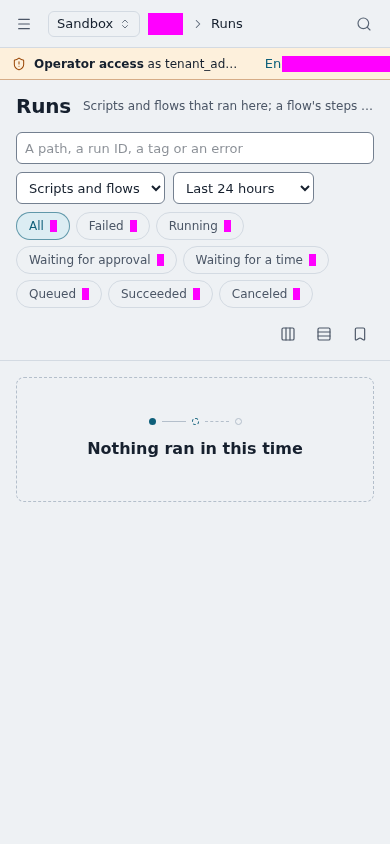 Sandbox
Runs
Operator access as tenant_ad…
En
Runs
Scripts and flows that ran here; a flow's steps …
A path, a run ID, a tag or an error
Scripts and flows
Last 24 hours
All
Failed
Running
Waiting for approval
Waiting for a time
Queued
Succeeded
Canceled
Nothing ran in this time